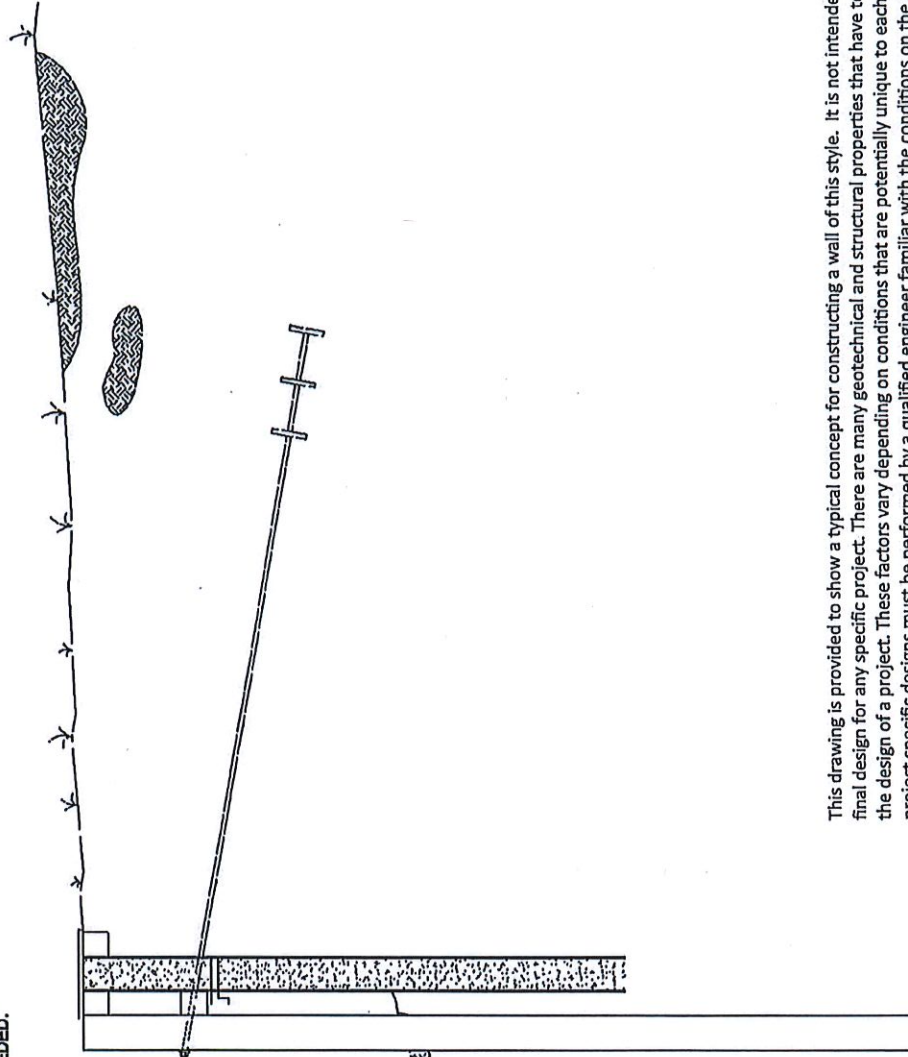 EDED.
This drawing is provided to show a typical concept for constructing a wall of this style. It is not intende
final design for any specific project. There are many geotechnical and structural properties that have to
the design of a project. These factors vary depending on conditions that are potentially unique to each
project specific designs must be performed by a qualified engineer familiar with the conditions on the